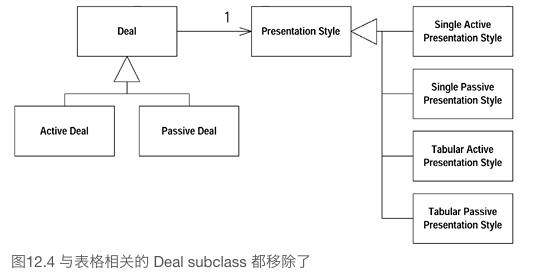 Deal
1
Presentation Style
Single Active
Presentation Style
Single Passive
Presentation Style
Active Deal
Passive Deal
Tabular Active
Presentation Style
Tabular Passive
Presentation Style
图12.4 与表格相关的 Deal subclass 都移除了